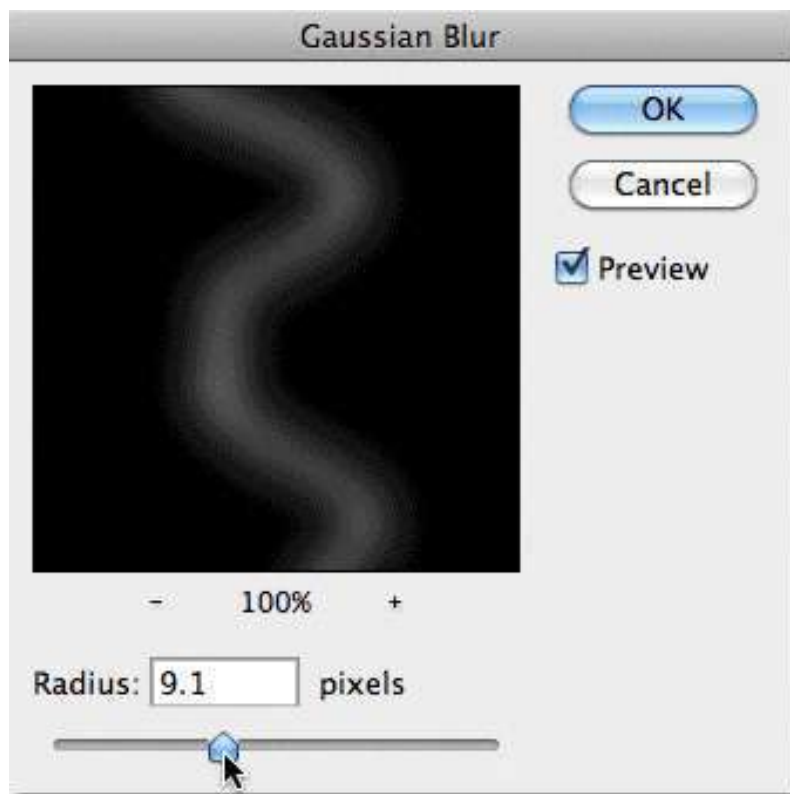 Gaussian Blur
OK
Cancel
Preview
- 100% +
Radius: 9.1 pixels